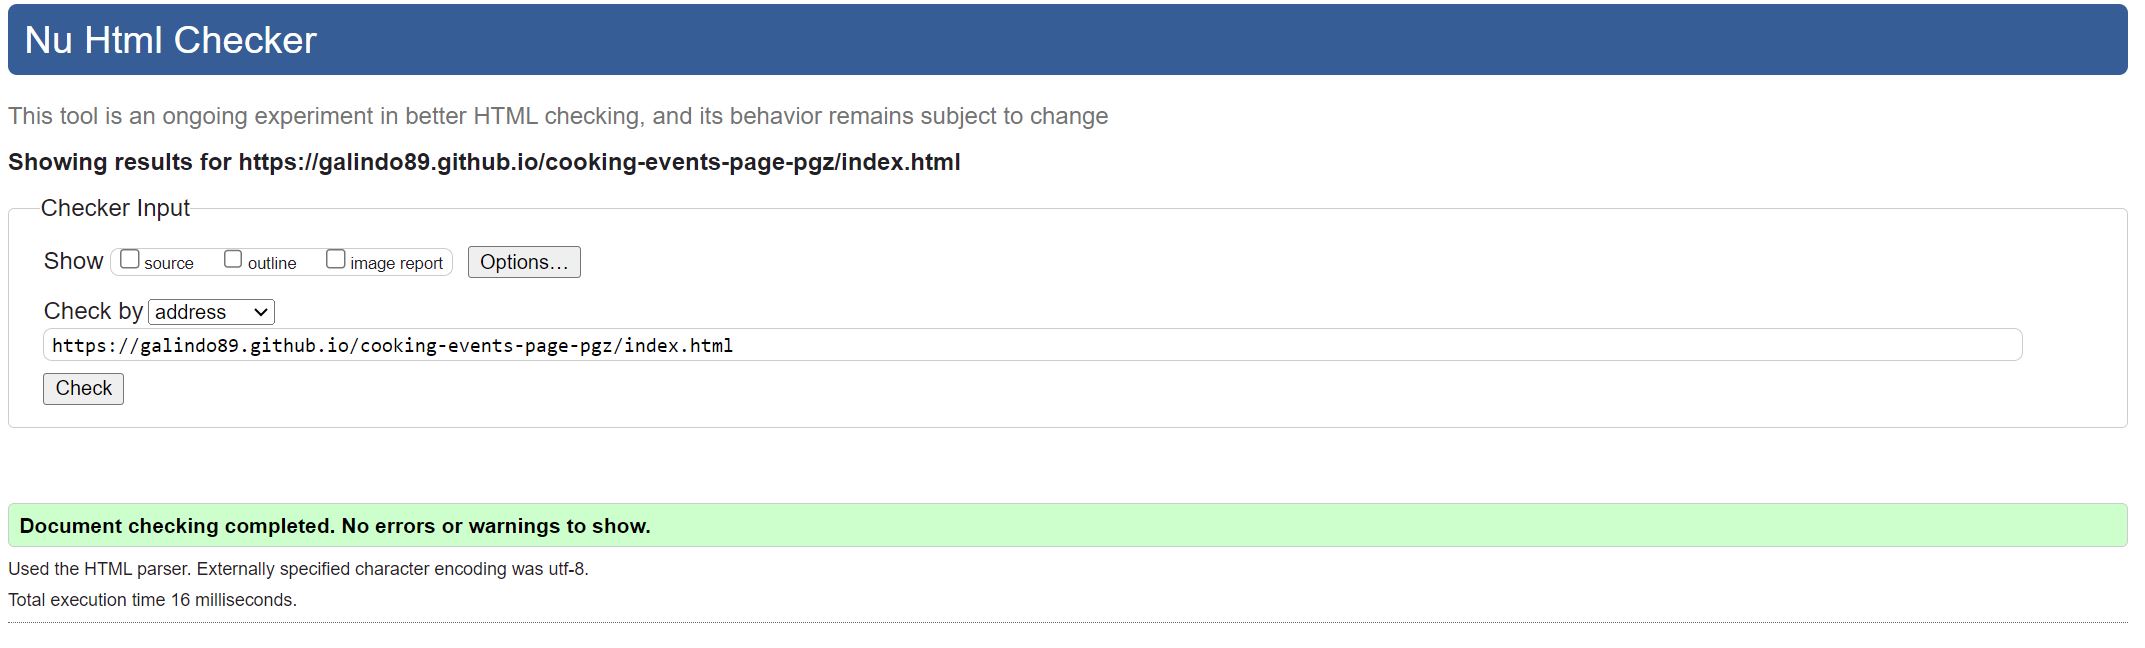 Nu Html Checker
This tool is an ongoing experiment in better HTML checking, and its behavior remains subject to change
Showing results for https://galindo89.github.io/cooking-events-page-pgz/index.html
Checker Input
Show source outline image report Options...
Check by address
https://galindo89.github.io/cooking-events-page-pgz/index.html
Check
Document checking completed. No errors or warnings to show.
Used the HTML parser. Externally specified character encoding was utf-8.
Total execution time 16 milliseconds.